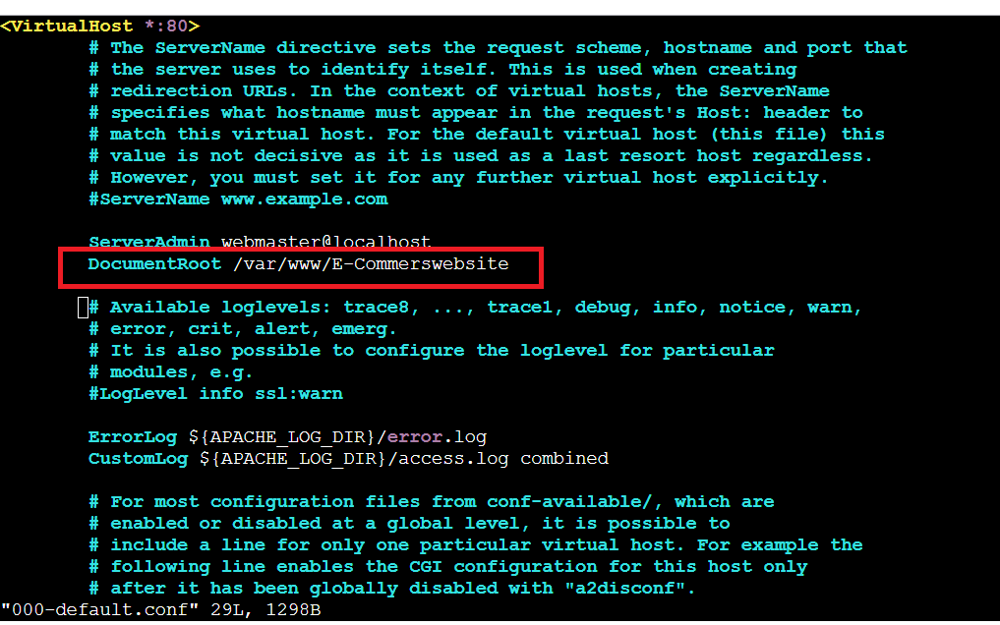 <VirtualHost *:80>
# The ServerName directive sets the request scheme, hostname and port that
# the server uses to identify itself. This is used when creating
# redirection URLs. In the context of virtual hosts, the ServerName
# specifies what hostname must appear in the request's Host: header to
# match this virtual host. For the default virtual host (this file) this
# value is not decisive as it is used as a last resort host regardless.
# However, you must set it for any further virtual host explicitly.
#ServerName www.example.com
ServerAdmin webmaster@localhost
DocumentRoot /var/www/E-Commerswebsite
# Available loglevels: trace8, ..., trace1, debug, info, notice, warn,
# error, crit, alert, emerg.
# It is also possible to configure the loglevel for particular
# modules, e.g.
#LogLevel info ssl:warn
ErrorLog ${APACHE_LOG_DIR}/error.log
CustomLog ${APACHE_LOG_DIR}/access.log combined
# For most configuration files from conf-available/, which are
# enabled or disabled at a global level, it is possible to
# include a line for only one particular virtual host. For example the
# following line enables the CGI configuration for this host only
# after it has been globally disabled with "a2disconf".
"000-default.conf" 29L, 1298B